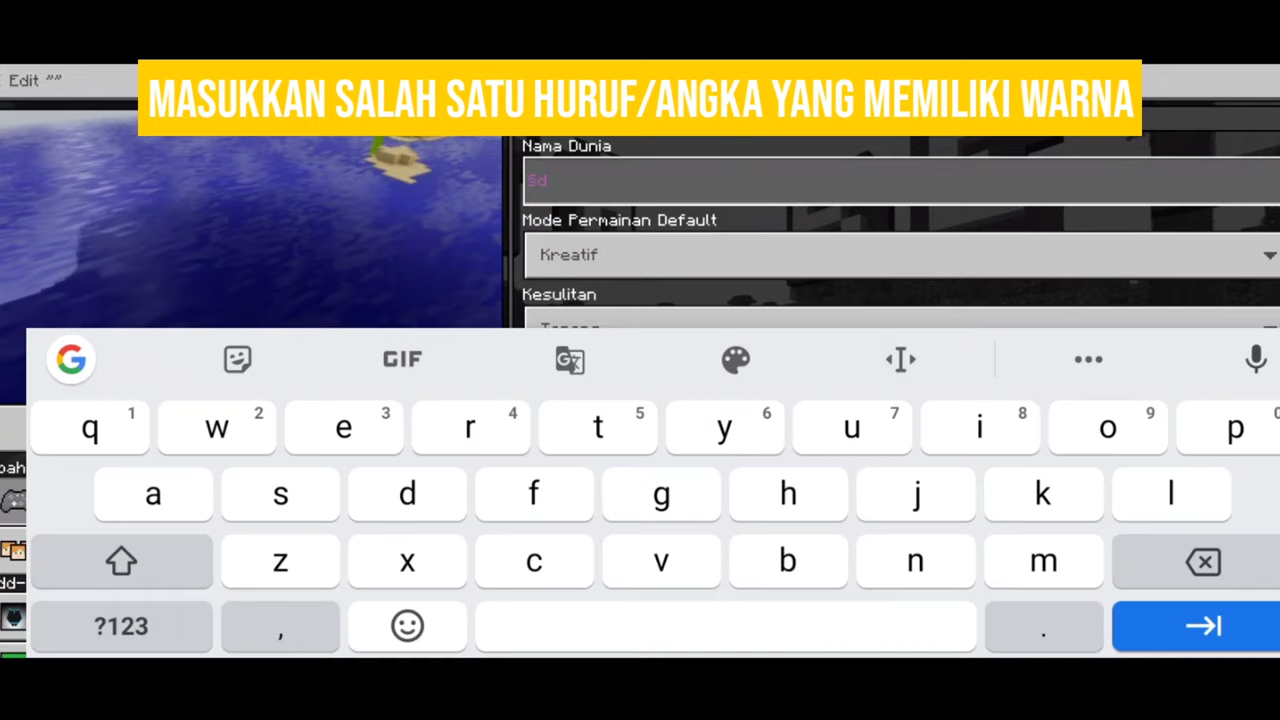 Edit ""
MASUKKAN SALAH SATU HURUF/ANGKA YANG MEMILIKI WARNA
Nama Dunia
§d
Mode Permainan Default
Kreatif
Kesulitan
GIF
q 1 w 2 e 3 r 4 t 5 y 6 u 7 i 8 o 9 p 0
a s d f g h j k l
z x c v b n m
?123 , .